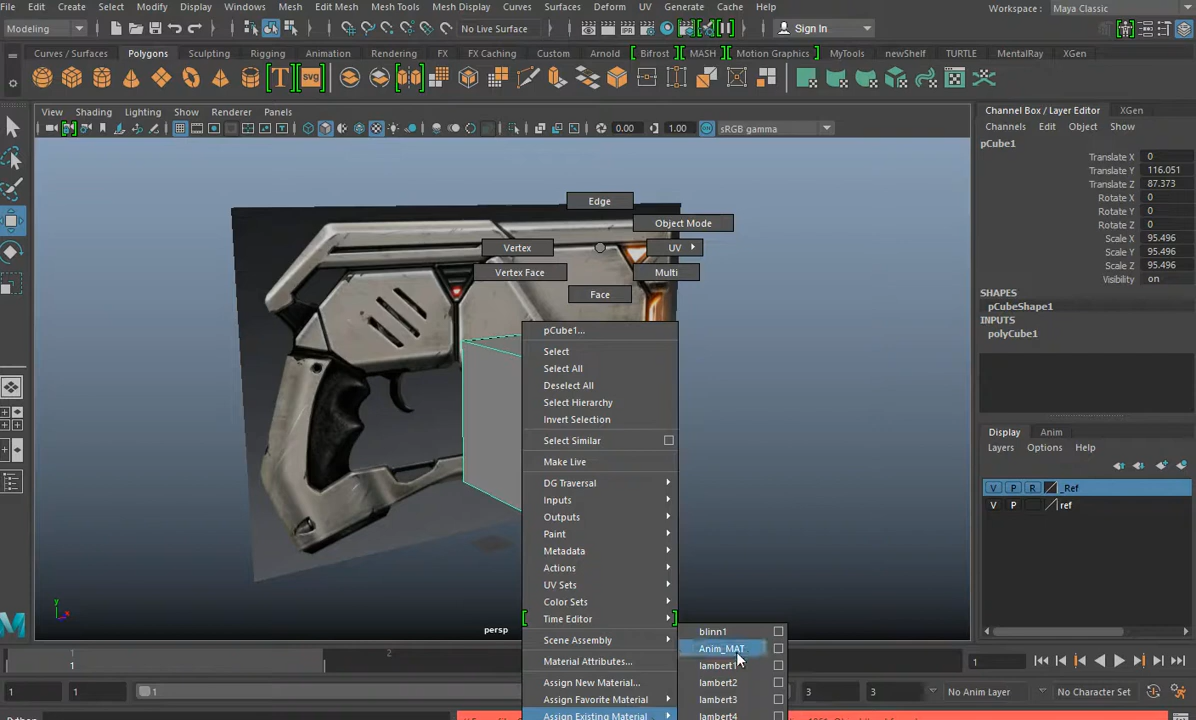 File Edit Create Select Modify Display Windows Mesh Edit Mesh Mesh Tools Mesh Display Curves Surfaces Deform UV Generate Cache Help Workspace : Maya Classic
Modeling No Live Surface Sign In
Curves / Surfaces Polygons Sculpting Rigging Animation Rendering FX FX Caching Custom Arnold Bifrost MASH Motion Graphics MyTools newShelf TURTLE MentalRay XGen
View Shading Lighting Show Renderer Panels
0.00 1.00 sRGB gamma
Channel Box / Layer Editor XGen
Channels Edit Object Show
pCube1
Translate X 0
Translate Y 116.051
Translate Z 87.373
Rotate X 0
Rotate Y 0
Rotate Z 0
Scale X 95.496
Scale Y 95.496
Scale Z 95.496
Visibility on
SHAPES
pCubeShape1
INPUTS
polyCube1
Edge
Object Mode
Vertex
UV
Vertex Face
Multi
Face
pCube1...
Select
Select All
Deselect All
Select Hierarchy
Invert Selection
Select Similar
Make Live
DG Traversal
Inputs
Outputs
Paint
Metadata
Actions
UV Sets
Color Sets
Time Editor
Scene Assembly
Material Attributes...
Assign New Material...
Assign Favorite Material
Assign Existing Material
blinn1
Anim_MAT
lambert1
lambert2
lambert3
lambert4
Display Anim
Layers Options Help
V P R _Ref
V P ref
y
persp
1 2 1
1 1 1 3 3 No Anim Layer No Character Set